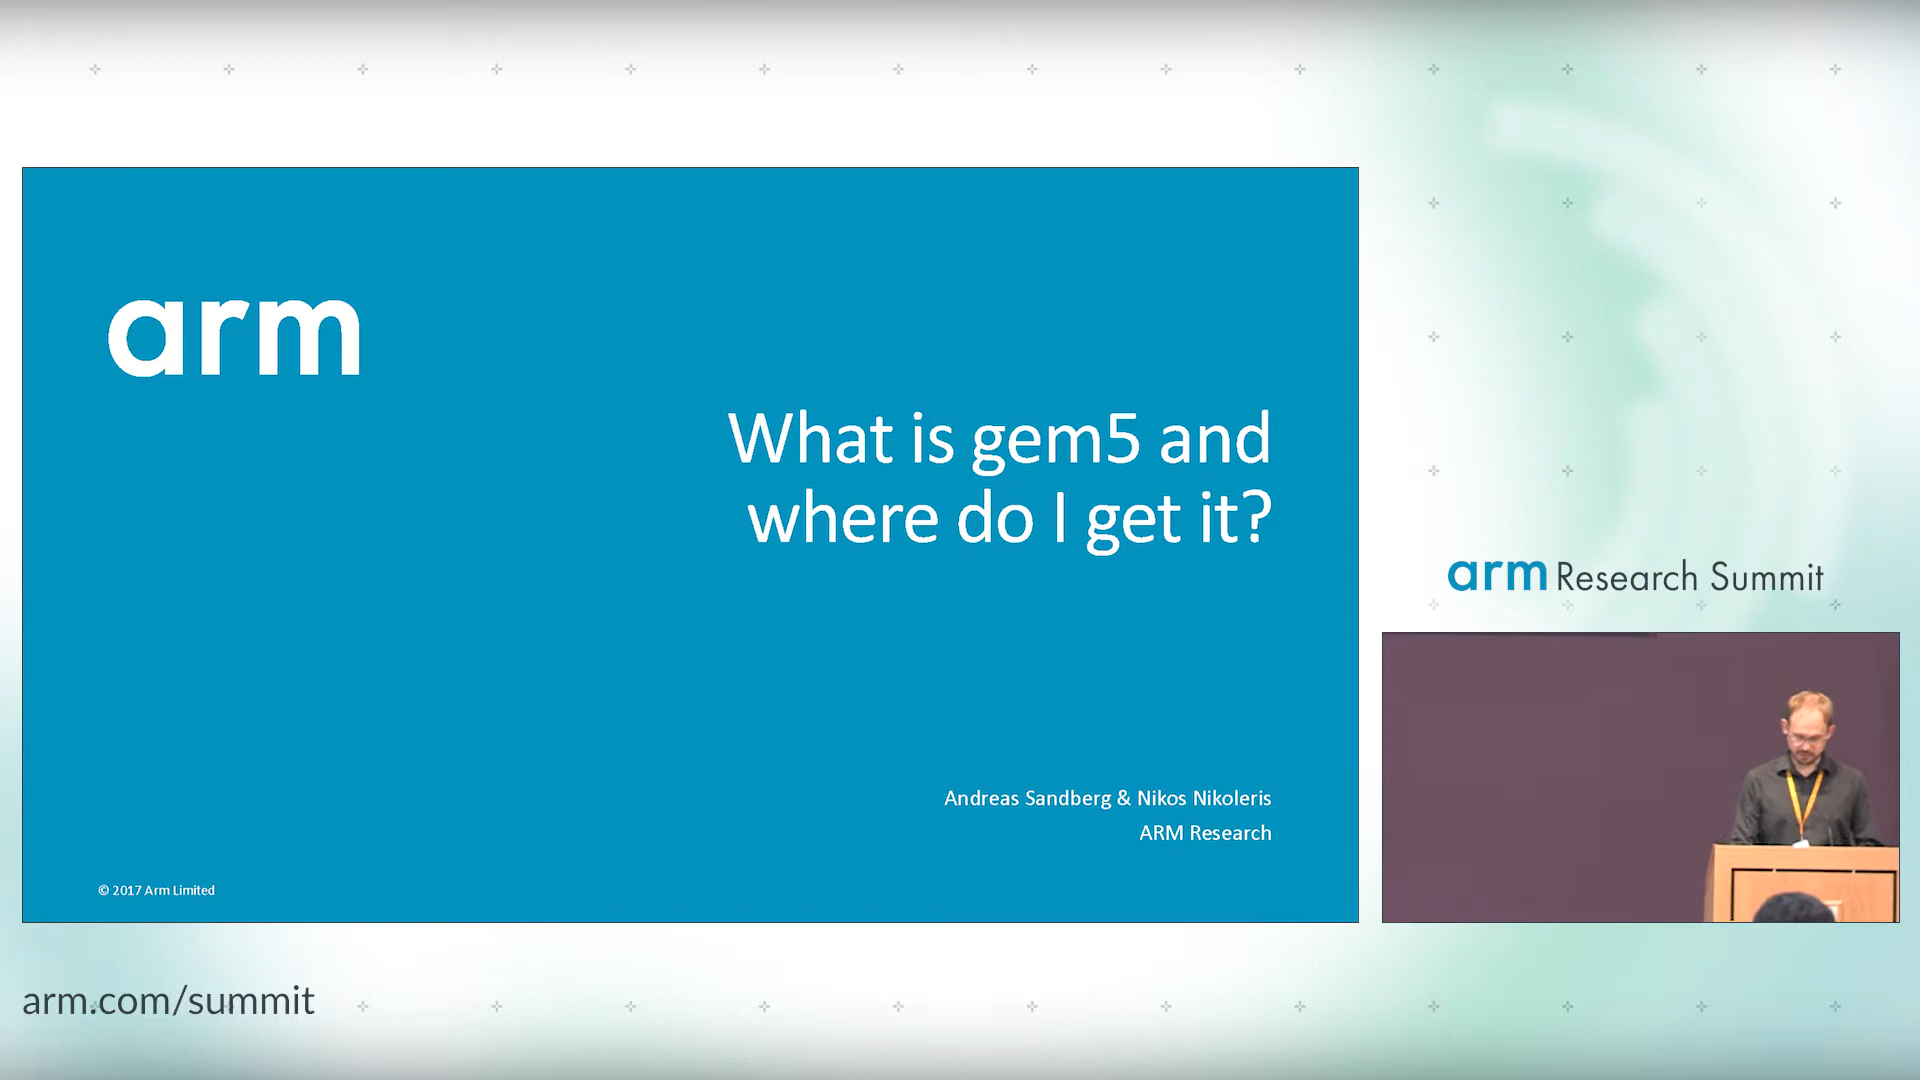 arm
What is gem5 and
where do I get it?
Andreas Sandberg & Nikos Nikoleris
ARM Research
© 2017 Arm Limited
arm Research Summit
arm.com/summit